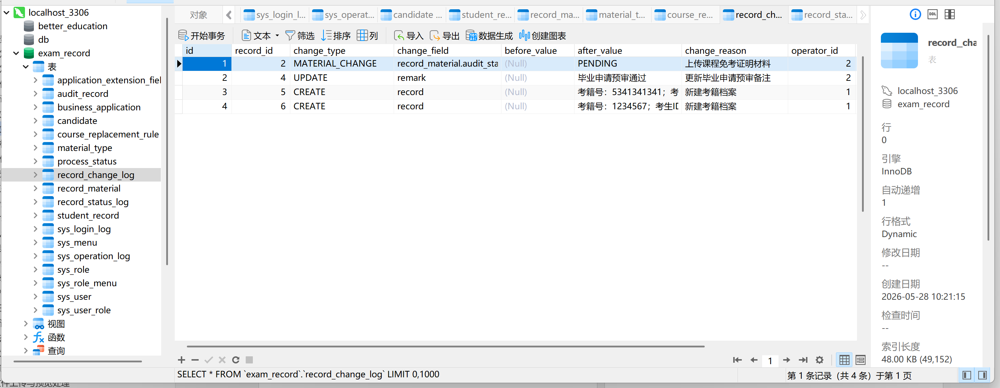 localhost_3306
better_education
db
exam_record
表
application_extension_fiel
audit_record
business_application
candidate
course_replacement_rule
material_type
process_status
record_change_log
record_material
record_status_log
student_record
sys_login_log
sys_menu
sys_operation_log
sys_role
sys_role_menu
sys_user
sys_user_role
视图
函数
查询
对象 sys_login_l... sys_operat... candidate ... student_re... record_ma... material_t... course_re... record_ch... record_sta...
开始事务 文本 筛选 排序 列 导入 导出 数据生成 创建图表
id record_id change_type change_field before_value after_value change_reason operator_id
1 2 MATERIAL_CHANGE record_material.audit_sta (Null) PENDING 上传课程免考证明材料 2
2 4 UPDATE remark (Null) 毕业申请预审通过 更新毕业申请预审备注 2
3 5 CREATE record (Null) 考籍号：5341341341；考 新建考籍档案 1
4 6 CREATE record (Null) 考籍号：1234567；考生ID 新建考籍档案 1
1
SELECT * FROM `exam_record`.`record_change_log` LIMIT 0,1000
第 1 条记录（共 4 条）于第 1 页
DDL
record_cha
表
localhost_3306
exam_record
行
0
引擎
InnoDB
自动递增
1
行格式
Dynamic
修改日期
--
创建日期
2026-05-28 10:21:15
检查时间
--
索引长度
48.00 KB (49,152)